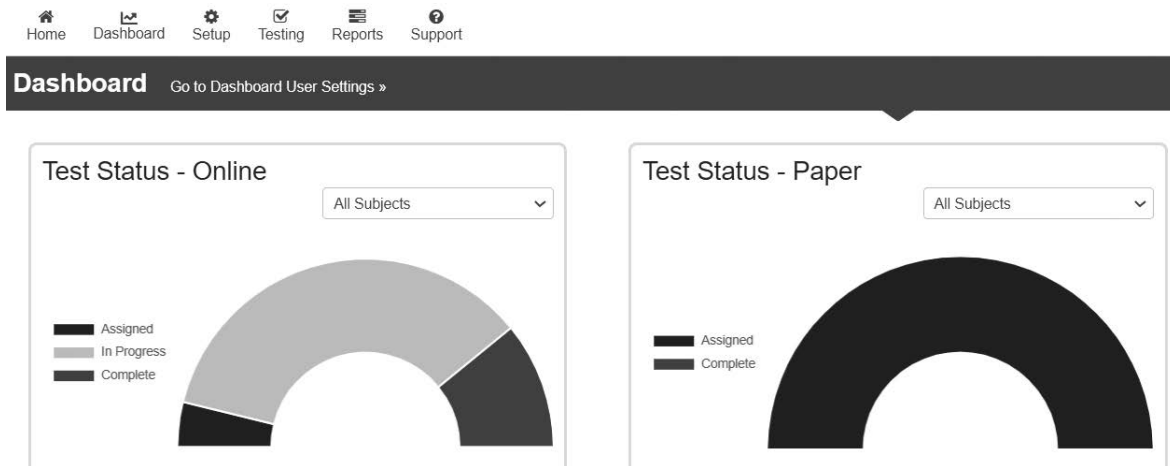 Home Dashboard Setup Testing Reports Support
Dashboard Go to Dashboard User Settings »
Test Status - Online
All Subjects
Assigned
In Progress
Complete
Test Status - Paper
All Subjects
Assigned
Complete